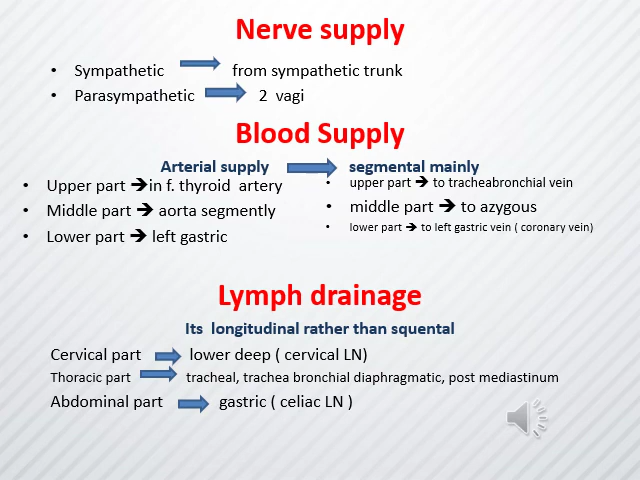 Nerve supply
• Sympathetic → from sympathetic trunk
• Parasympathetic → 2 vagi
Blood Supply
Arterial supply → segmental mainly
• Upper part ➔in f. thyroid artery
• Middle part ➔ aorta segmently
• Lower part ➔ left gastric
• upper part ➔ to tracheabronchial vein
• middle part ➔ to azygous
• lower part ➔ to left gastric vein ( coronary vein)
Lymph drainage
Its longitudinal rather than squental
Cervical part → lower deep ( cervical LN)
Thoracic part → tracheal, trachea bronchial diaphragmatic, post mediastinum
Abdominal part → gastric ( celiac LN )